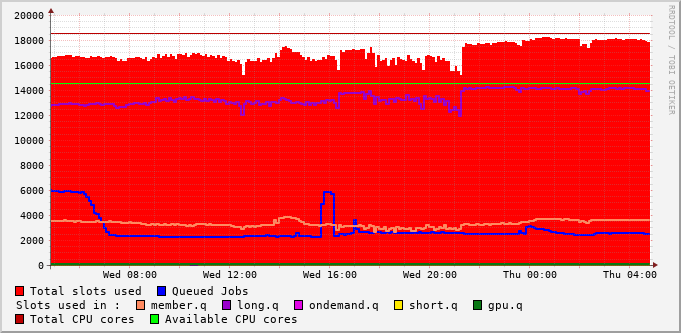 20000
18000
16000
14000
12000
10000
8000
6000
4000
2000
0
Wed 08:00 Wed 12:00 Wed 16:00 Wed 20:00 Thu 00:00 Thu 04:00
RRDTOOL / TOBI OETIKER
Total slots used Queued Jobs
Slots used in : member.q long.q ondemand.q short.q gpu.q
Total CPU cores Available CPU cores